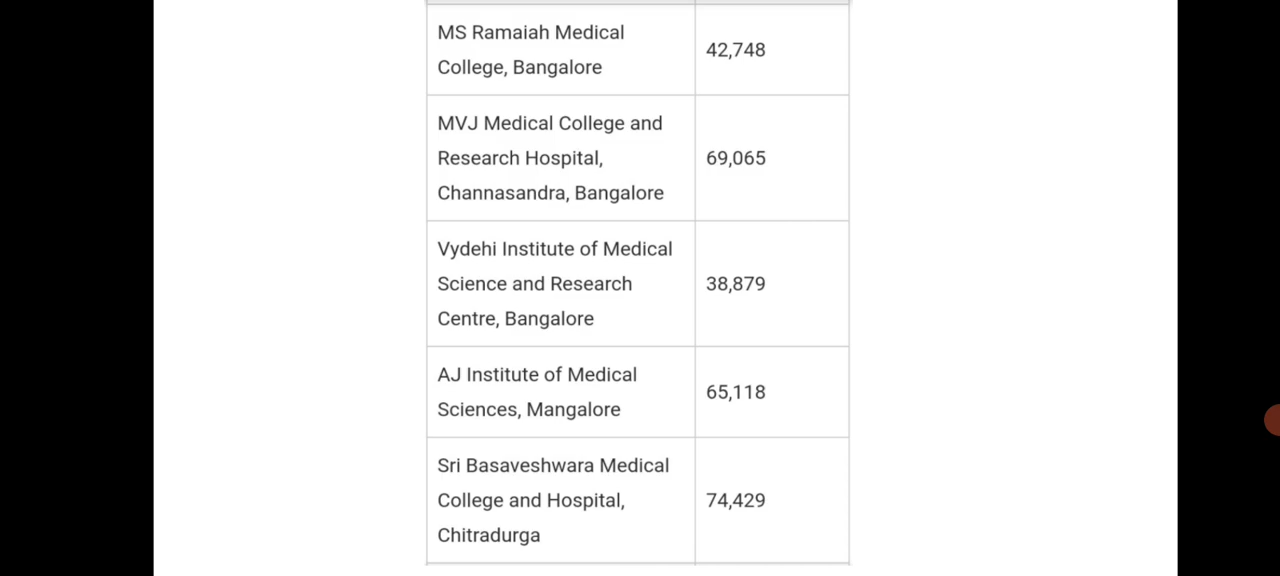 MS Ramaiah Medical
College, Bangalore
42,748
MVJ Medical College and
Research Hospital,
Channasandra, Bangalore
69,065
Vydehi Institute of Medical
Science and Research
Centre, Bangalore
38,879
AJ Institute of Medical
Sciences, Mangalore
65,118
Sri Basaveshwara Medical
College and Hospital,
Chitradurga
74,429